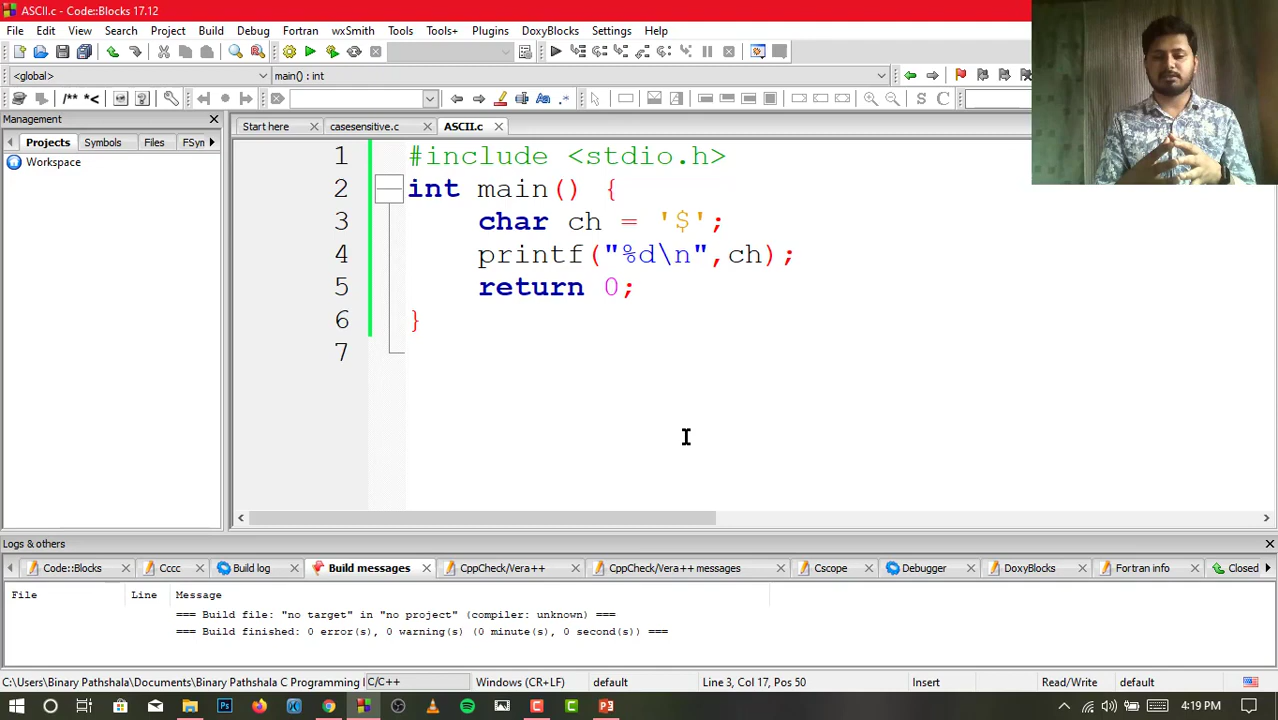 ASCII.c - Code::Blocks 17.12
File Edit View Search Project Build Debug Fortran wxSmith Tools Tools+ Plugins DoxyBlocks Settings Help
<global> main() : int
/** *<
Aa .* S C
Management
Projects Symbols Files FSyn
Workspace
Start here casesensitive.c ASCII.c
1 #include <stdio.h>
2 int main() {
3 char ch = '$';
4 printf("%d\n",ch);
5 return 0;
6 }
7
Logs & others
Code::Blocks Cccc Build log Build messages CppCheck/Vera++ CppCheck/Vera++ messages Cscope Debugger DoxyBlocks Fortran info Closed
File Line Message
=== Build file: "no target" in "no project" (compiler: unknown) ===
=== Build finished: 0 error(s), 0 warning(s) (0 minute(s), 0 second(s)) ===
C:\Users\Binary Pathshala\Documents\Binary Pathshala C Programming C/C++ Windows (CR+LF) default Line 3, Col 17, Pos 50 Insert Read/Write default
4:19 PM